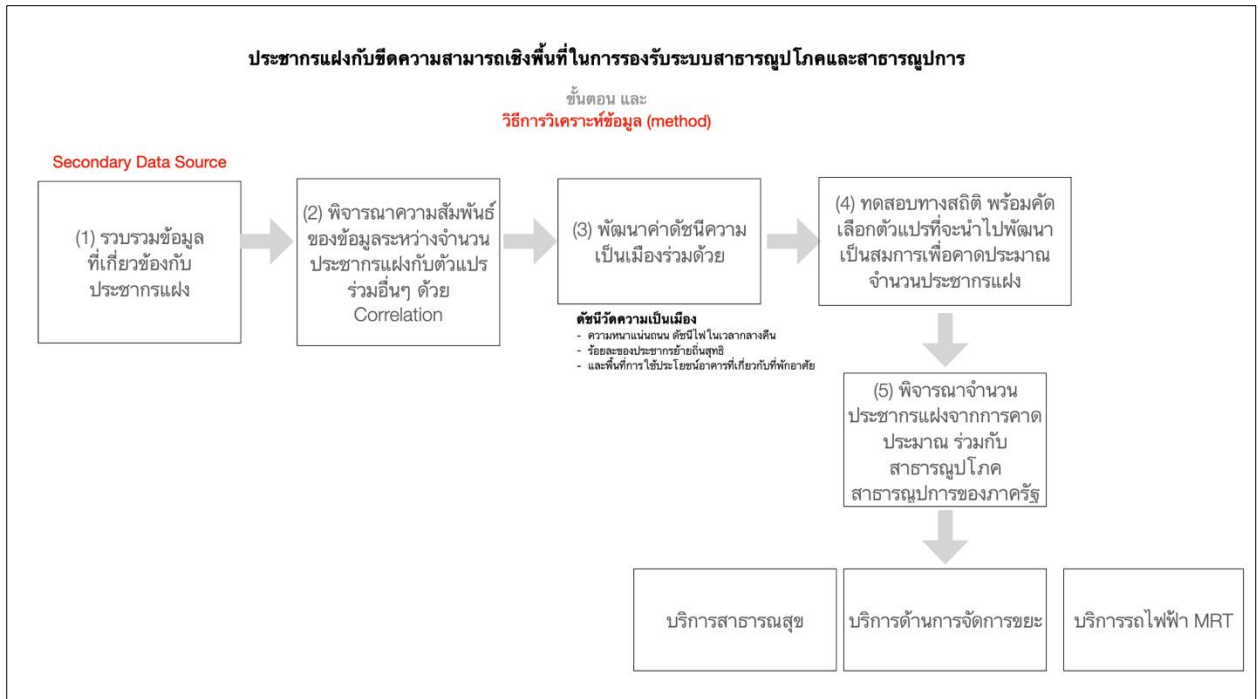 ประชากรแฝงกับขีดความสามารถเชิงพื้นที่ในการรองรับระบบสาธารณูปโภคและสาธารณูปการ
ขั้นตอน และ
วิธีการวิเคราะห์ข้อมูล (method)
Secondary Data Source
(1) รวบรวมข้อมูล
ที่เกี่ยวข้องกับ
ประชากรแฝง
(2) พิจารณาความสัมพันธ์
ของข้อมูลระหว่างจำนวน
ประชากรแฝงกับตัวแปร
ร่วมอื่นๆ ด้วย
Correlation
(3) พัฒนาค่าดัชนีความ
เป็นเมืองร่วมด้วย
ดัชนีวัดความเป็นเมือง
- ความหนาแน่นถนน ดัชนีไฟในเวลากลางคืน
- ร้อยละของประชากรย้ายถิ่นสุทธิ
- และพื้นที่การใช้ประโยชน์อาคารที่เกี่ยวกับที่พักอาศัย
(4) ทดสอบทางสถิติ พร้อมคัด
เลือกตัวแปรที่จะนำไปพัฒนา
เป็นสมการเพื่อคาดประมาณ
จำนวนประชากรแฝง
(5) พิจารณาจำนวน
ประชากรแฝงจากการคาด
ประมาณ ร่วมกับ
สาธารณูปโภค
สาธารณูปการของภาครัฐ
บริการสาธารณสุข
บริการด้านการจัดการขยะ
บริการรถไฟฟ้า MRT